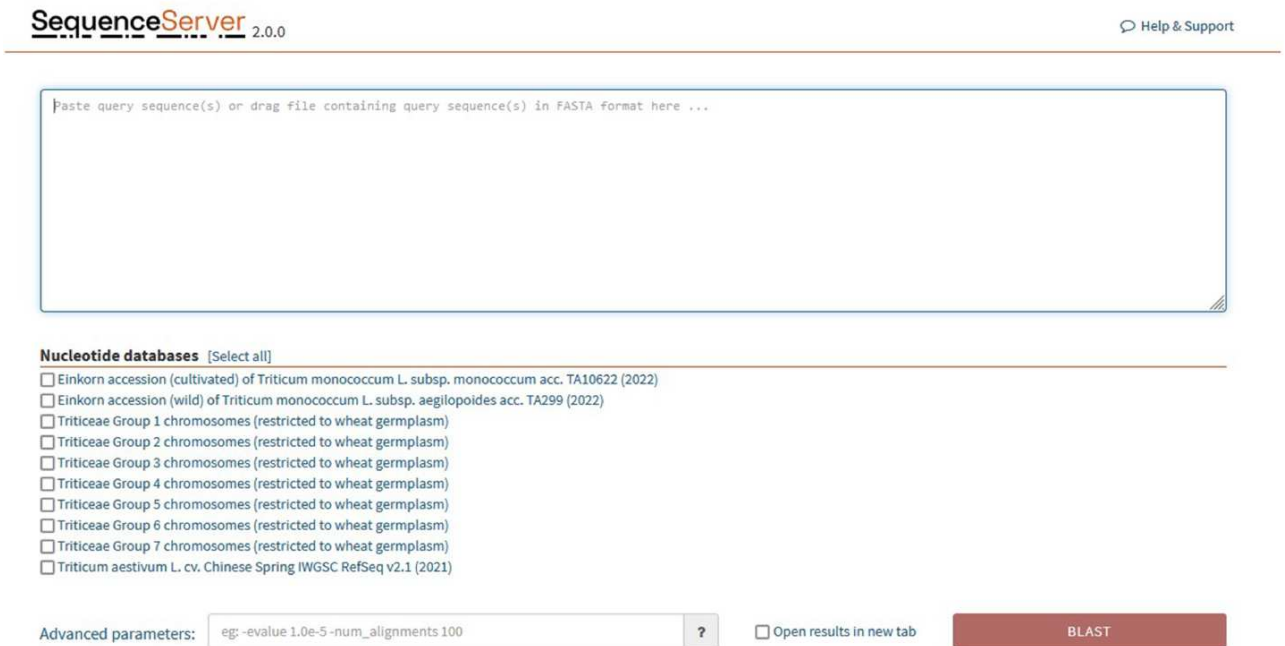 SequenceServer 2.0.0
Help & Support
Paste query sequence(s) or drag file containing query sequence(s) in FASTA format here ...
Nucleotide databases [Select all]
Einkorn accession (cultivated) of Triticum monococcum L. subsp. monococcum acc. TA10622 (2022)
Einkorn accession (wild) of Triticum monococcum L. subsp. aegilopoides acc. TA299 (2022)
Triticeae Group 1 chromosomes (restricted to wheat germplasm)
Triticeae Group 2 chromosomes (restricted to wheat germplasm)
Triticeae Group 3 chromosomes (restricted to wheat germplasm)
Triticeae Group 4 chromosomes (restricted to wheat germplasm)
Triticeae Group 5 chromosomes (restricted to wheat germplasm)
Triticeae Group 6 chromosomes (restricted to wheat germplasm)
Triticeae Group 7 chromosomes (restricted to wheat germplasm)
Triticum aestivum L. cv. Chinese Spring IWGSC RefSeq v2.1 (2021)
Advanced parameters: eg: -evalue 1.0e-5 -num_alignments 100 ? Open results in new tab BLAST